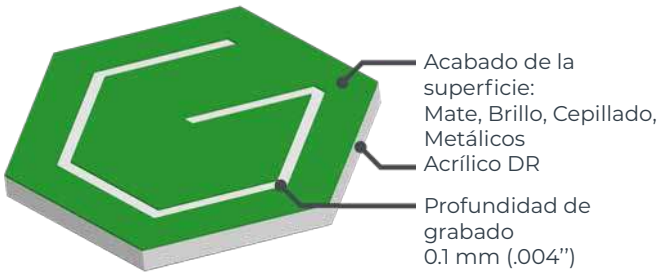 Acabado de la
superficie:
Mate, Brillo, Cepillado,
Metálicos
Acrílico DR
Profundidad de
grabado
0.1 mm (.004’’)